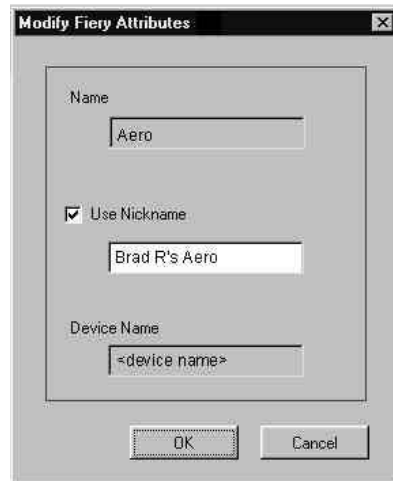 Modify Fiery Attributes
Name
Aero
Use Nickname
Brad R's Aero
Device Name
<device name>
OK
Cancel